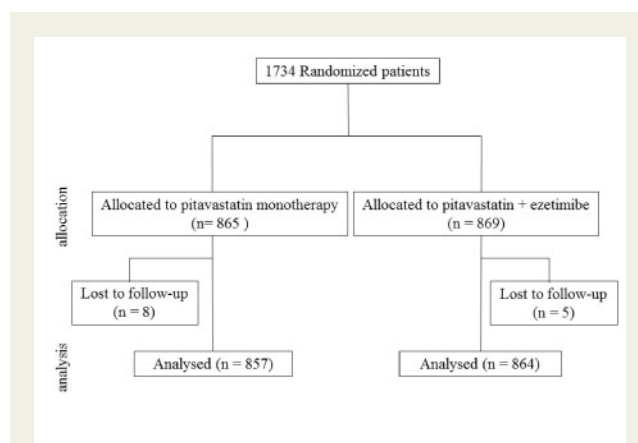 1734 Randomized patients
allocation
Allocated to pitavastatin monotherapy
(n= 865 )
Allocated to pitavastatin + ezetimibe
(n = 869)
Lost to follow-up
(n = 8)
Lost to follow-up
(n = 5)
analysis
Analysed (n = 857)
Analysed (n = 864)